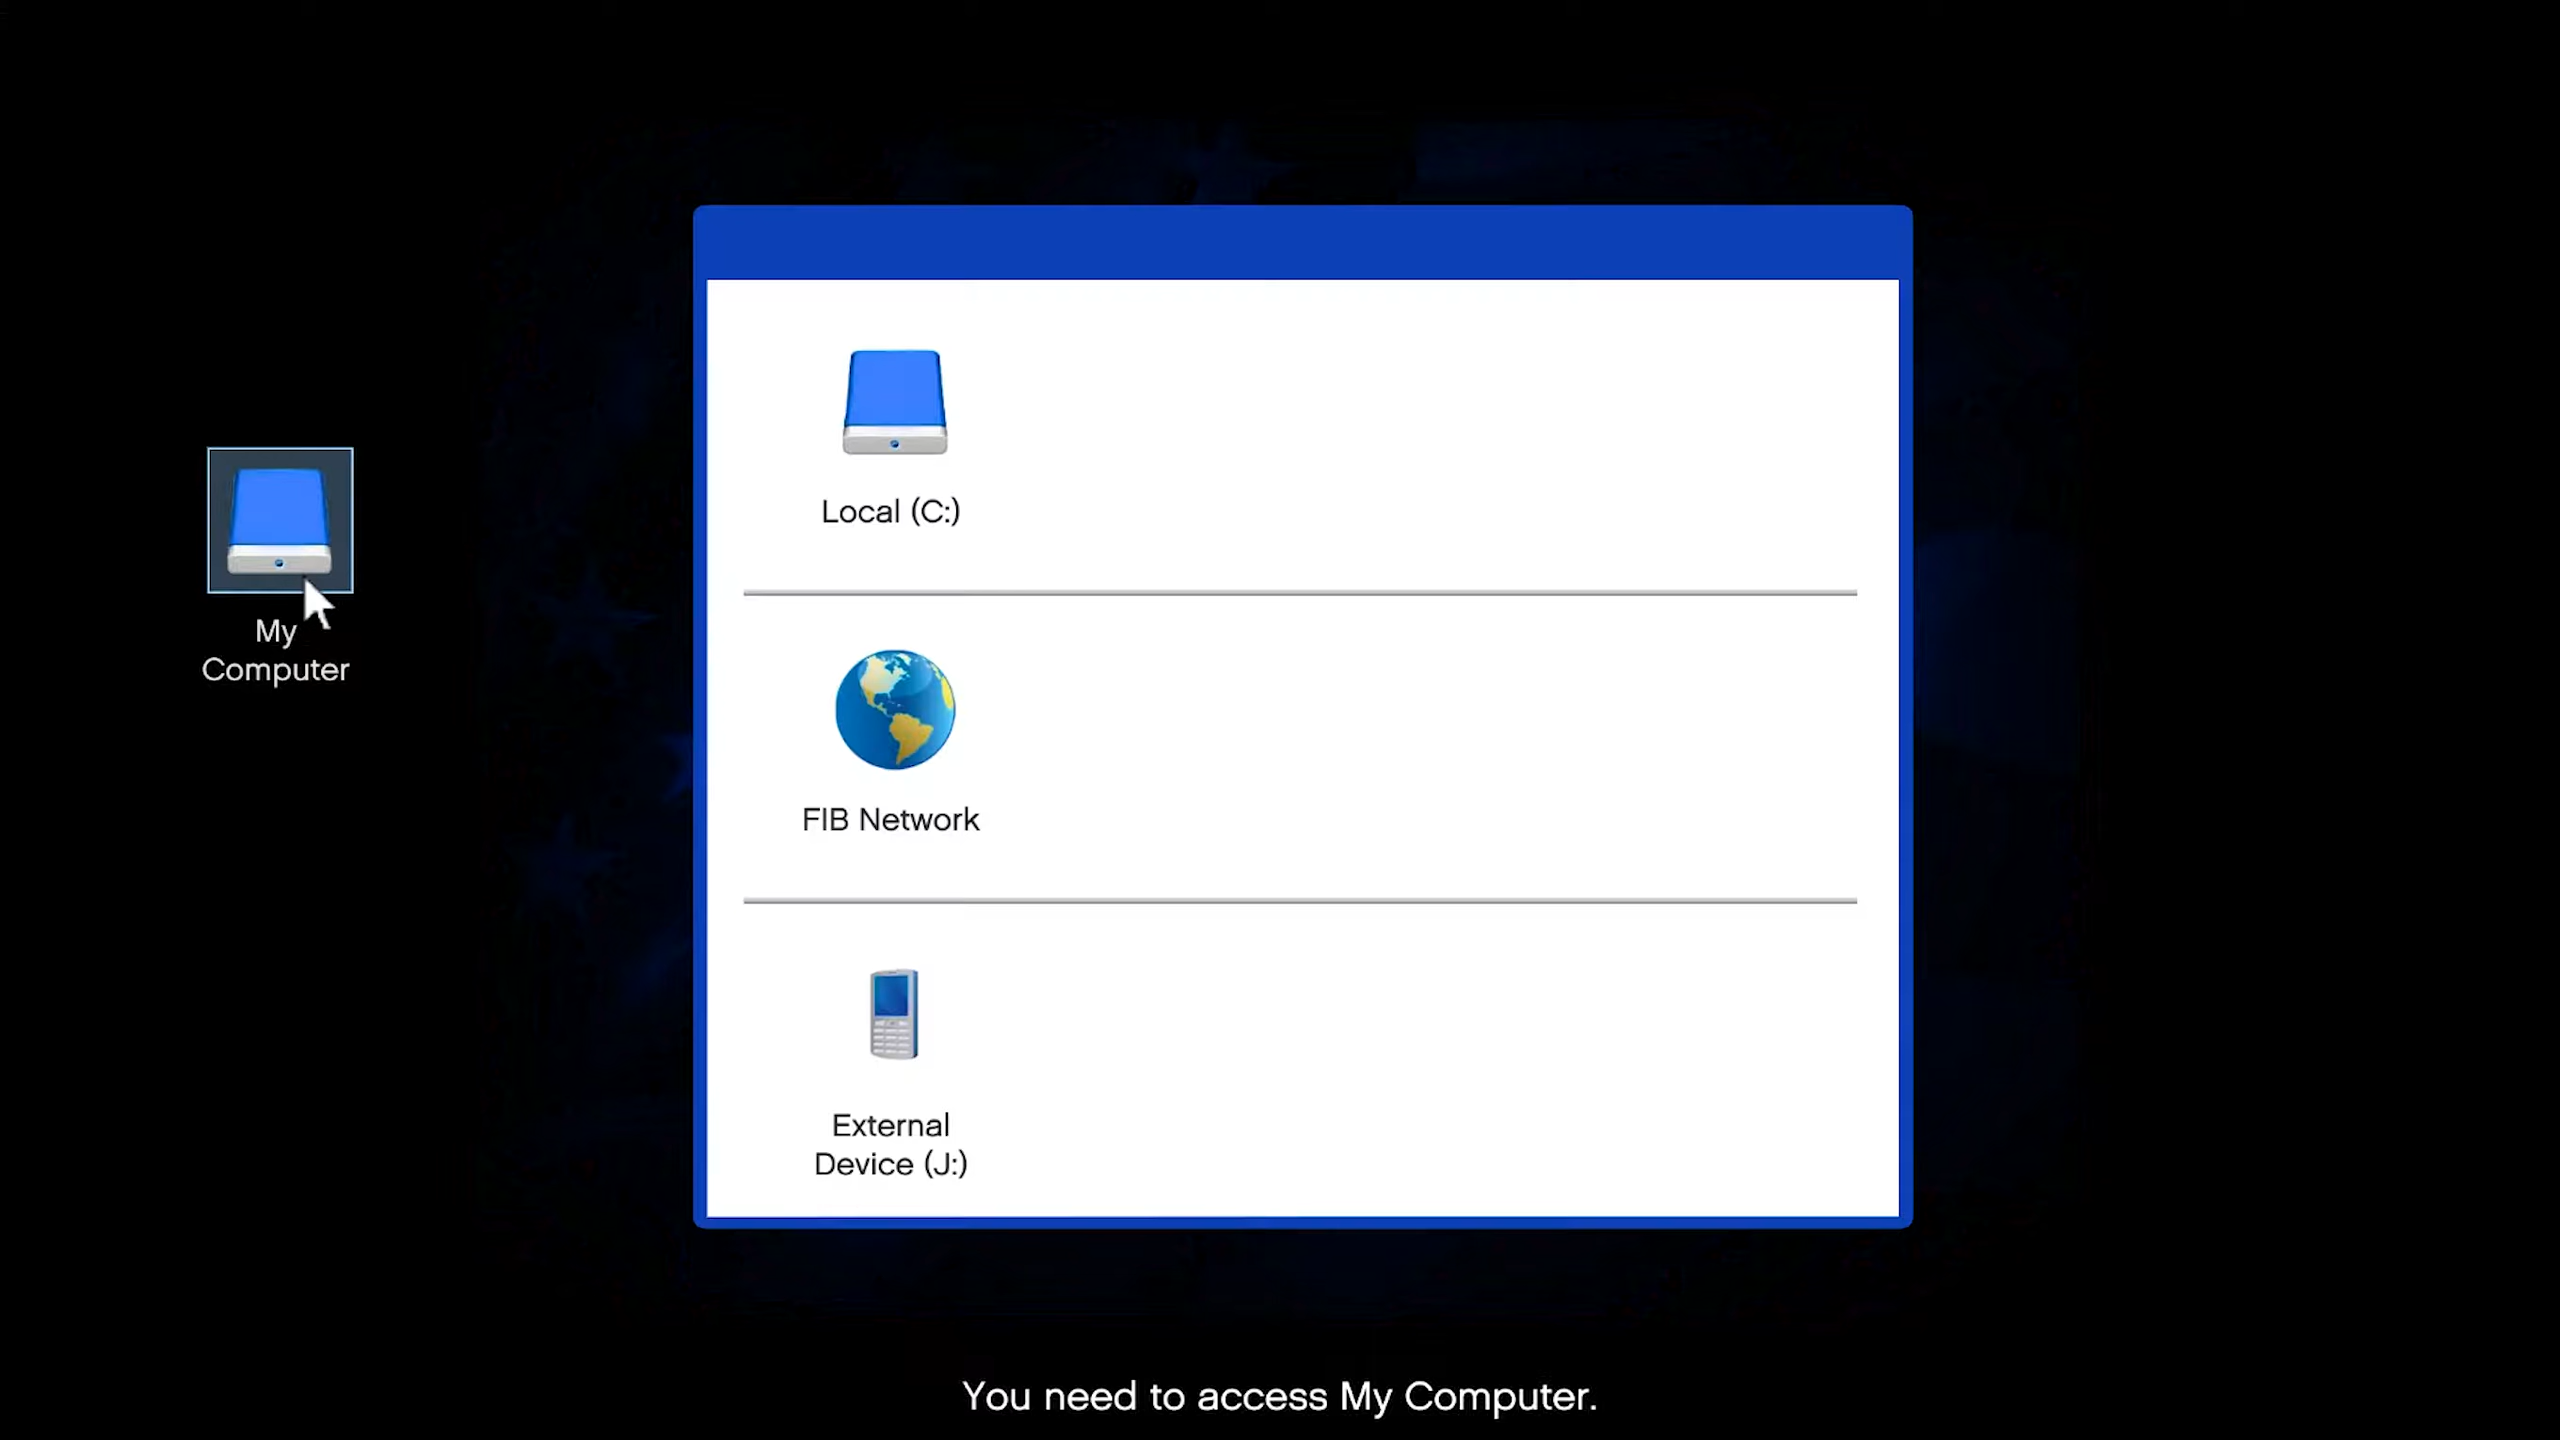 My
Computer
Local (C:)
FIB Network
External
Device (J:)
You need to access My Computer.